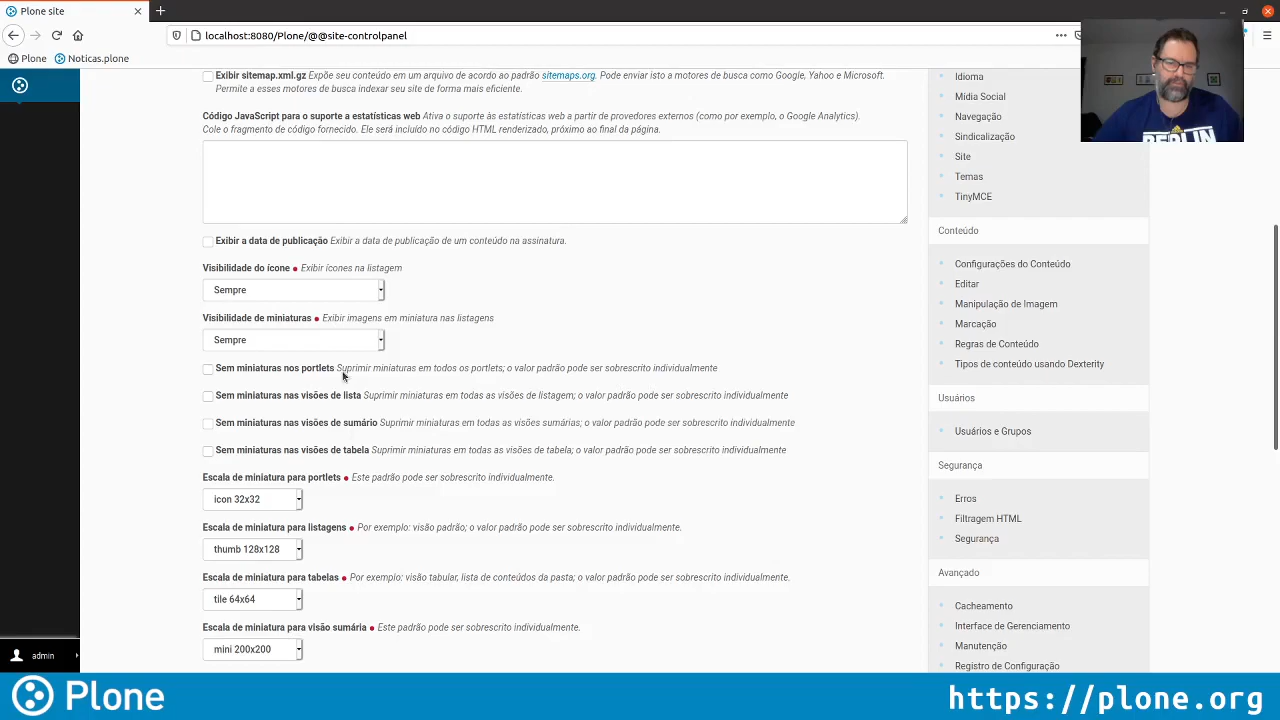 Plone site
localhost:8080/Plone/@@site-controlpanel
Plone
Noticas.plone
Exibir sitemap.xml.gz Expõe seu conteúdo em um arquivo de acordo ao padrão sitemaps.org. Pode enviar isto a motores de busca como Google, Yahoo e Microsoft.
Permite a esses motores de busca indexar seu site de forma mais eficiente.
Código JavaScript para o suporte a estatísticas web Ativa o suporte às estatísticas web a partir de provedores externos (como por exemplo, o Google Analytics).
Cole o fragmento de código fornecido. Ele será incluído no código HTML renderizado, próximo ao final da página.
Exibir a data de publicação Exibir a data de publicação de um conteúdo na assinatura.
Visibilidade do ícone Exibir ícones na listagem
Sempre
Visibilidade de miniaturas Exibir imagens em miniatura nas listagens
Sempre
Sem miniaturas nos portlets Suprimir miniaturas em todos os portlets; o valor padrão pode ser sobrescrito individualmente
Sem miniaturas nas visões de lista Suprimir miniaturas em todas as visões de listagem; o valor padrão pode ser sobrescrito individualmente
Sem miniaturas nas visões de sumário Suprimir miniaturas em todas as visões sumárias; o valor padrão pode ser sobrescrito individualmente
Sem miniaturas nas visões de tabela Suprimir miniaturas em todas as visões de tabela; o valor padrão pode ser sobrescrito individualmente
Escala de miniatura para portlets Este padrão pode ser sobrescrito individualmente.
icon 32x32
Escala de miniatura para listagens Por exemplo: visão padrão; o valor padrão pode ser sobrescrito individualmente.
thumb 128x128
Escala de miniatura para tabelas Por exemplo: visão tabular, lista de conteúdos da pasta; o valor padrão pode ser sobrescrito individualmente.
tile 64x64
Escala de miniatura para visão sumária Este padrão pode ser sobrescrito individualmente.
mini 200x200
Idioma
Mídia Social
Navegação
Sindicalização
Site
Temas
TinyMCE
Conteúdo
Configurações do Conteúdo
Editar
Manipulação de Imagem
Marcação
Regras de Conteúdo
Tipos de conteúdo usando Dexterity
Usuários
Usuários e Grupos
Segurança
Erros
Filtragem HTML
Segurança
Avançado
Cacheamento
Interface de Gerenciamento
Manutenção
Registro de Configuração
admin
BERLIN
Plone
https://plone.org